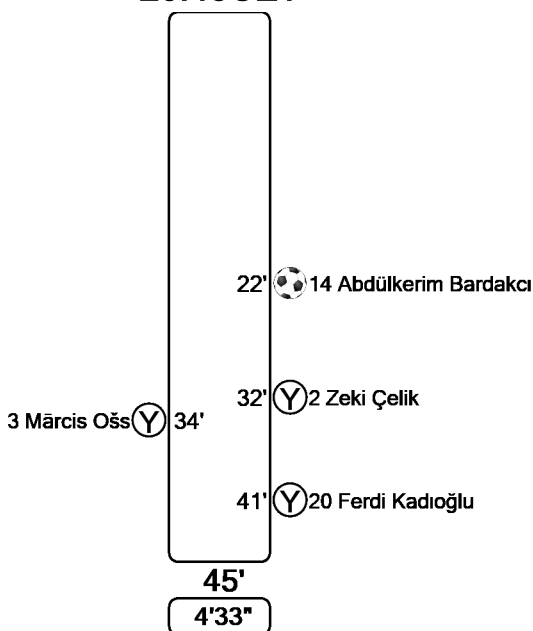 22' 14 Abdülkerim Bardakcı
32' Y 2 Zeki Çelik
3 Mārcis Ošs Y 34'
41' Y 20 Ferdi Kadıoğlu
45'
4'33"